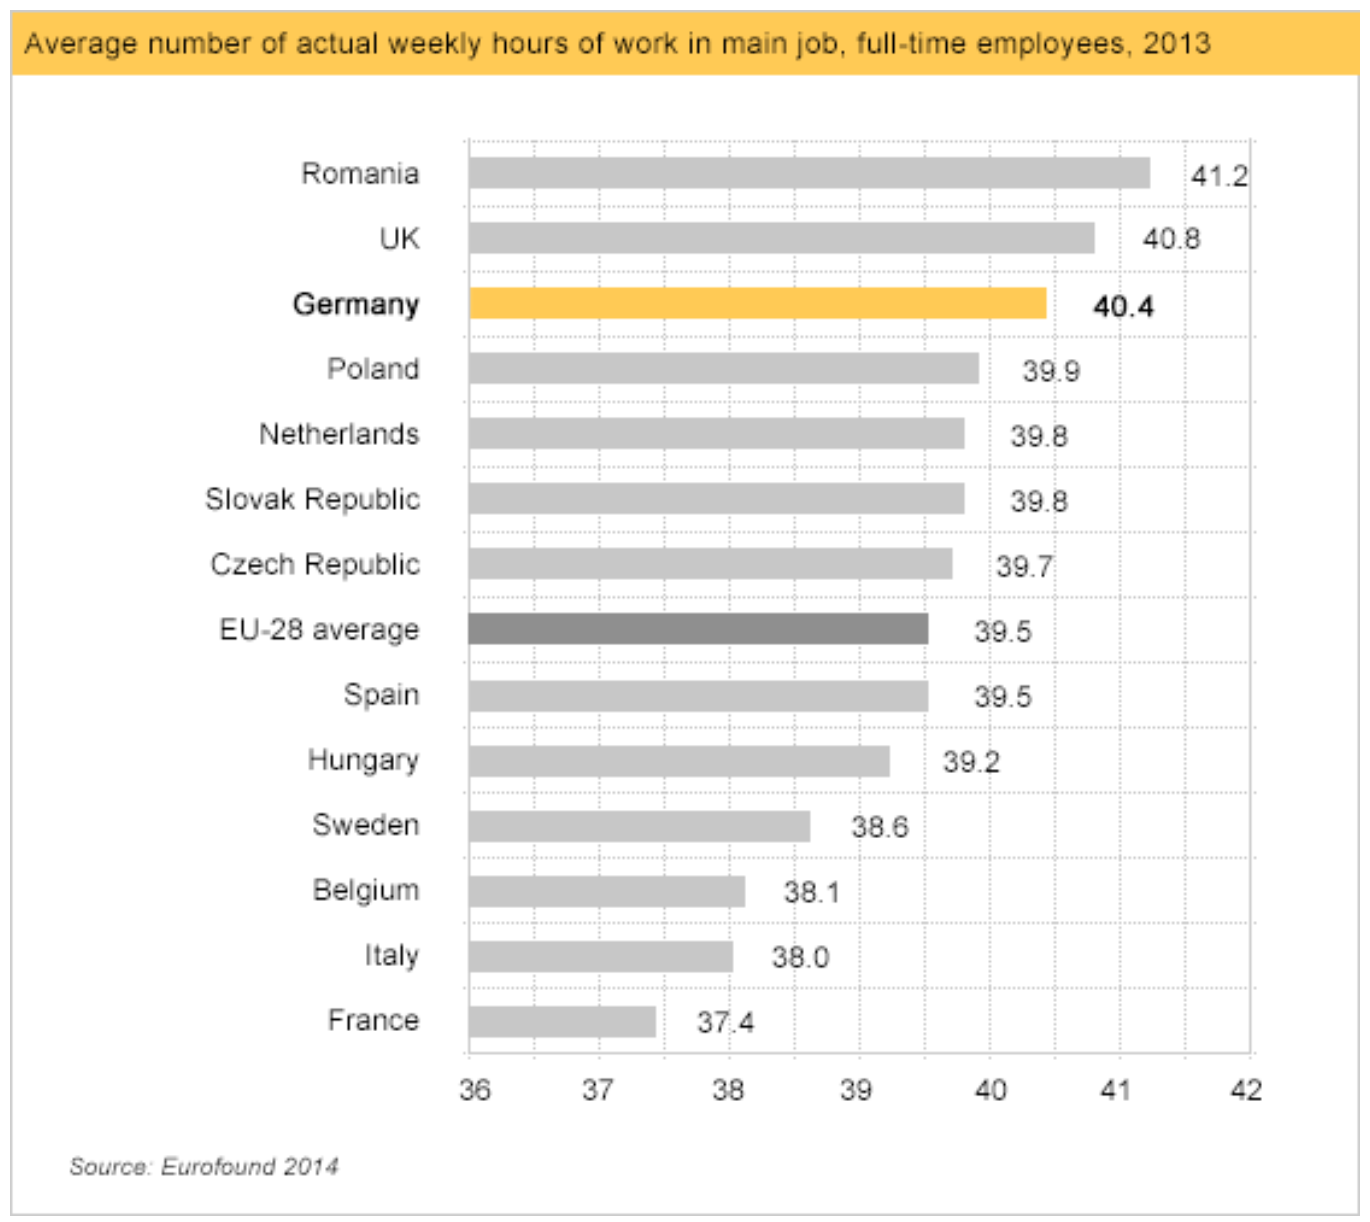 Average number of actual weekly hours of work in main job, full-time employees, 2013
Romania 41.2
UK 40.8
Germany 40.4
Poland 39.9
Netherlands 39.8
Slovak Republic 39.8
Czech Republic 39.7
EU-28 average 39.5
Spain 39.5
Hungary 39.2
Sweden 38.6
Belgium 38.1
Italy 38.0
France 37.4
36 37 38 39 40 41 42
Source: Eurofound 2014